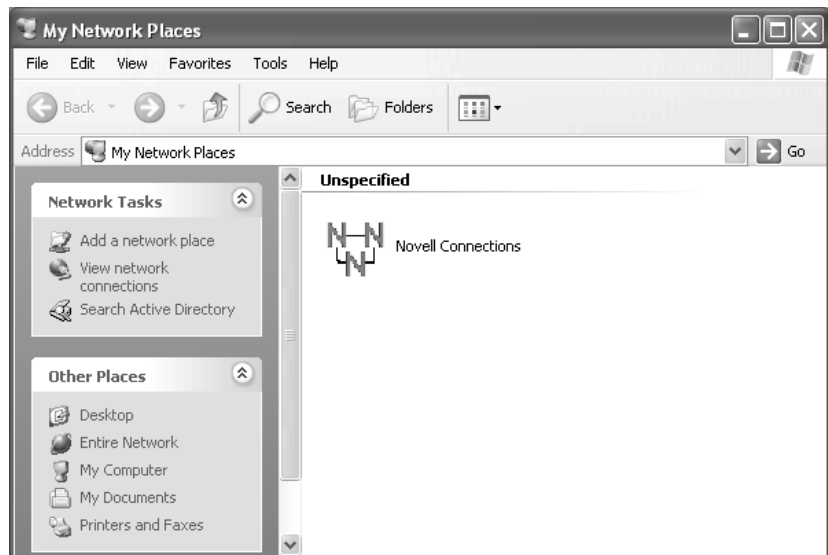 My Network Places
File Edit View Favorites Tools Help
Back Search Folders
Address My Network Places Go
Unspecified
Network Tasks
Add a network place
View network
connections
Search Active Directory
Novell Connections
Other Places
Desktop
Entire Network
My Computer
My Documents
Printers and Faxes